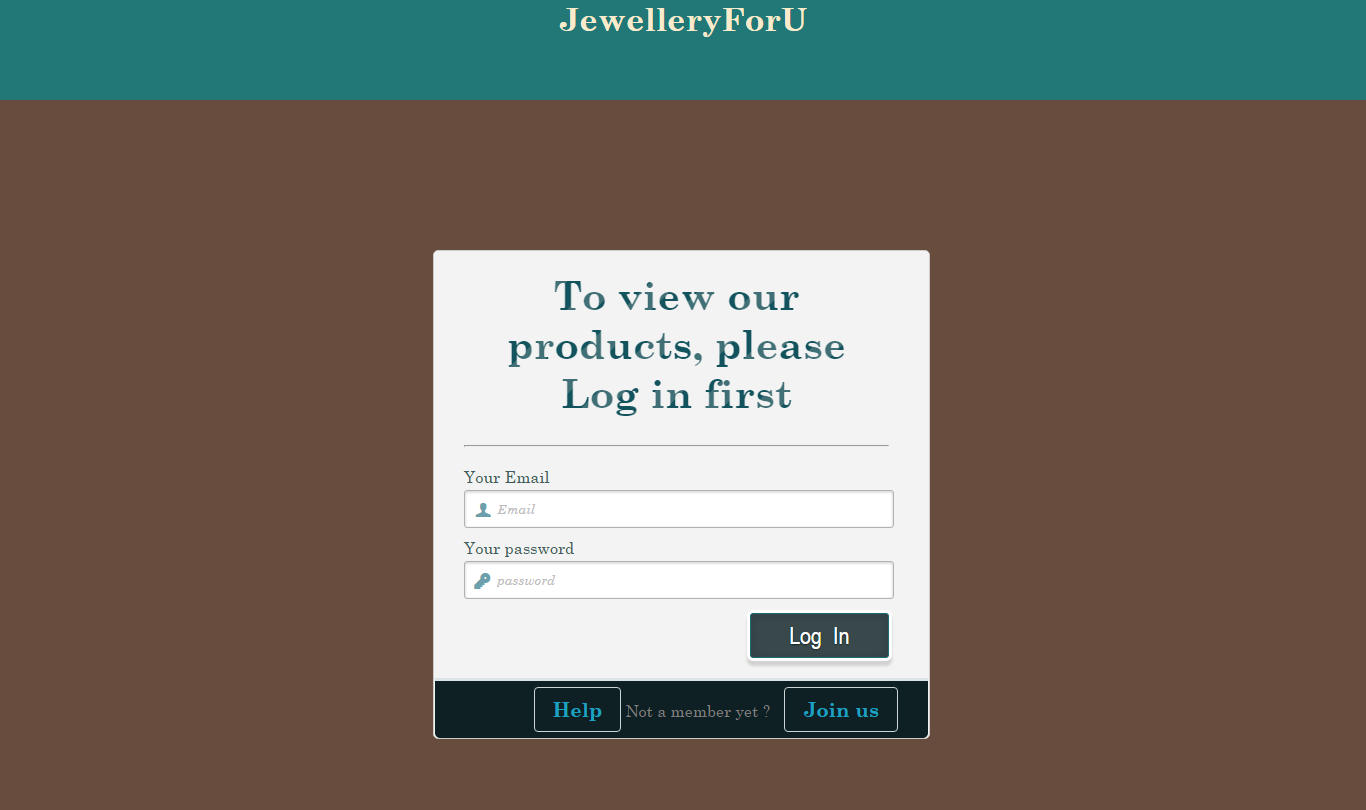 JewelleryForU
To view our
products, please
Log in first
Your Email
Email
Your password
password
Log In
Help Not a member yet ? Join us